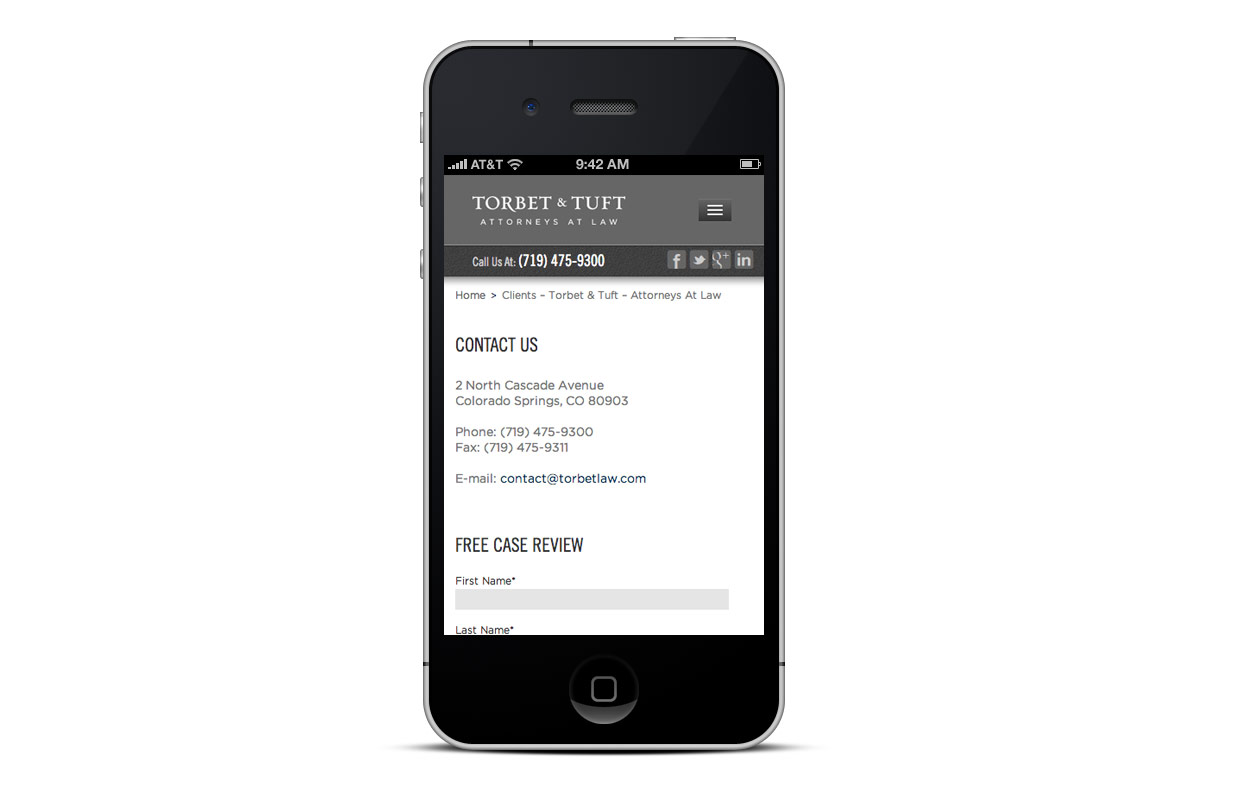 AT&T 9:42 AM
TORBET & TUFT
ATTORNEYS AT LAW
Call Us At: (719) 475-9300
Home > Clients – Torbet & Tuft – Attorneys At Law
CONTACT US
2 North Cascade Avenue
Colorado Springs, CO 80903
Phone: (719) 475-9300
Fax: (719) 475-9311
E-mail: contact@torbetlaw.com
FREE CASE REVIEW
First Name*
Last Name*